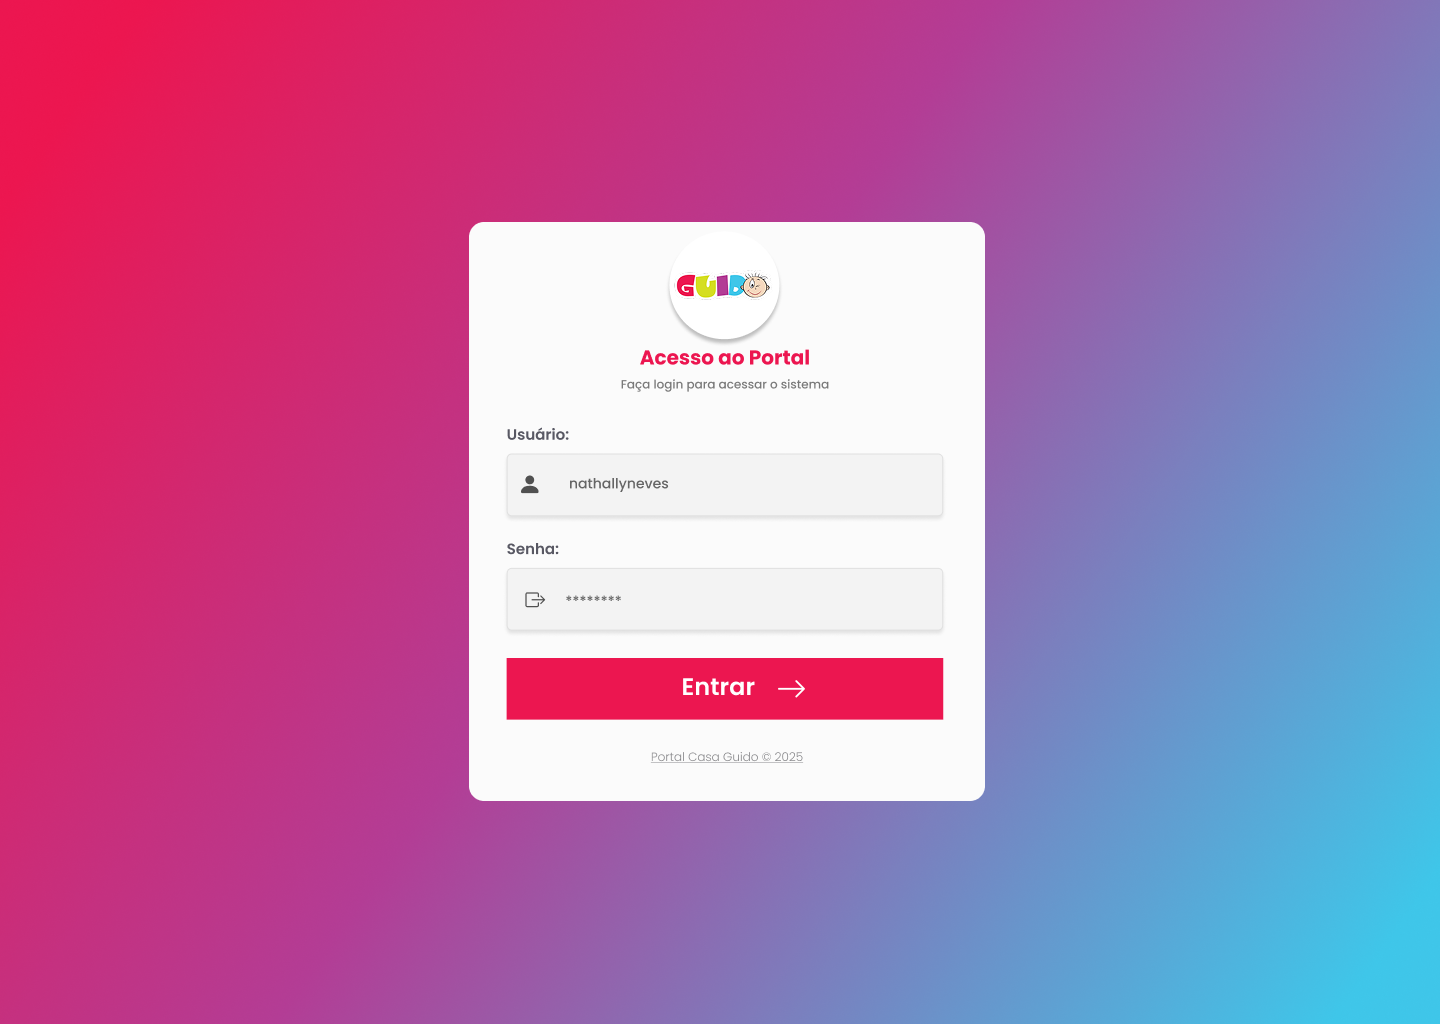 GUIDO
Acesso ao Portal
Faça login para acessar o sistema
Usuário:
nathallyneves
Senha:
********
Entrar
Portal Casa Guido © 2025